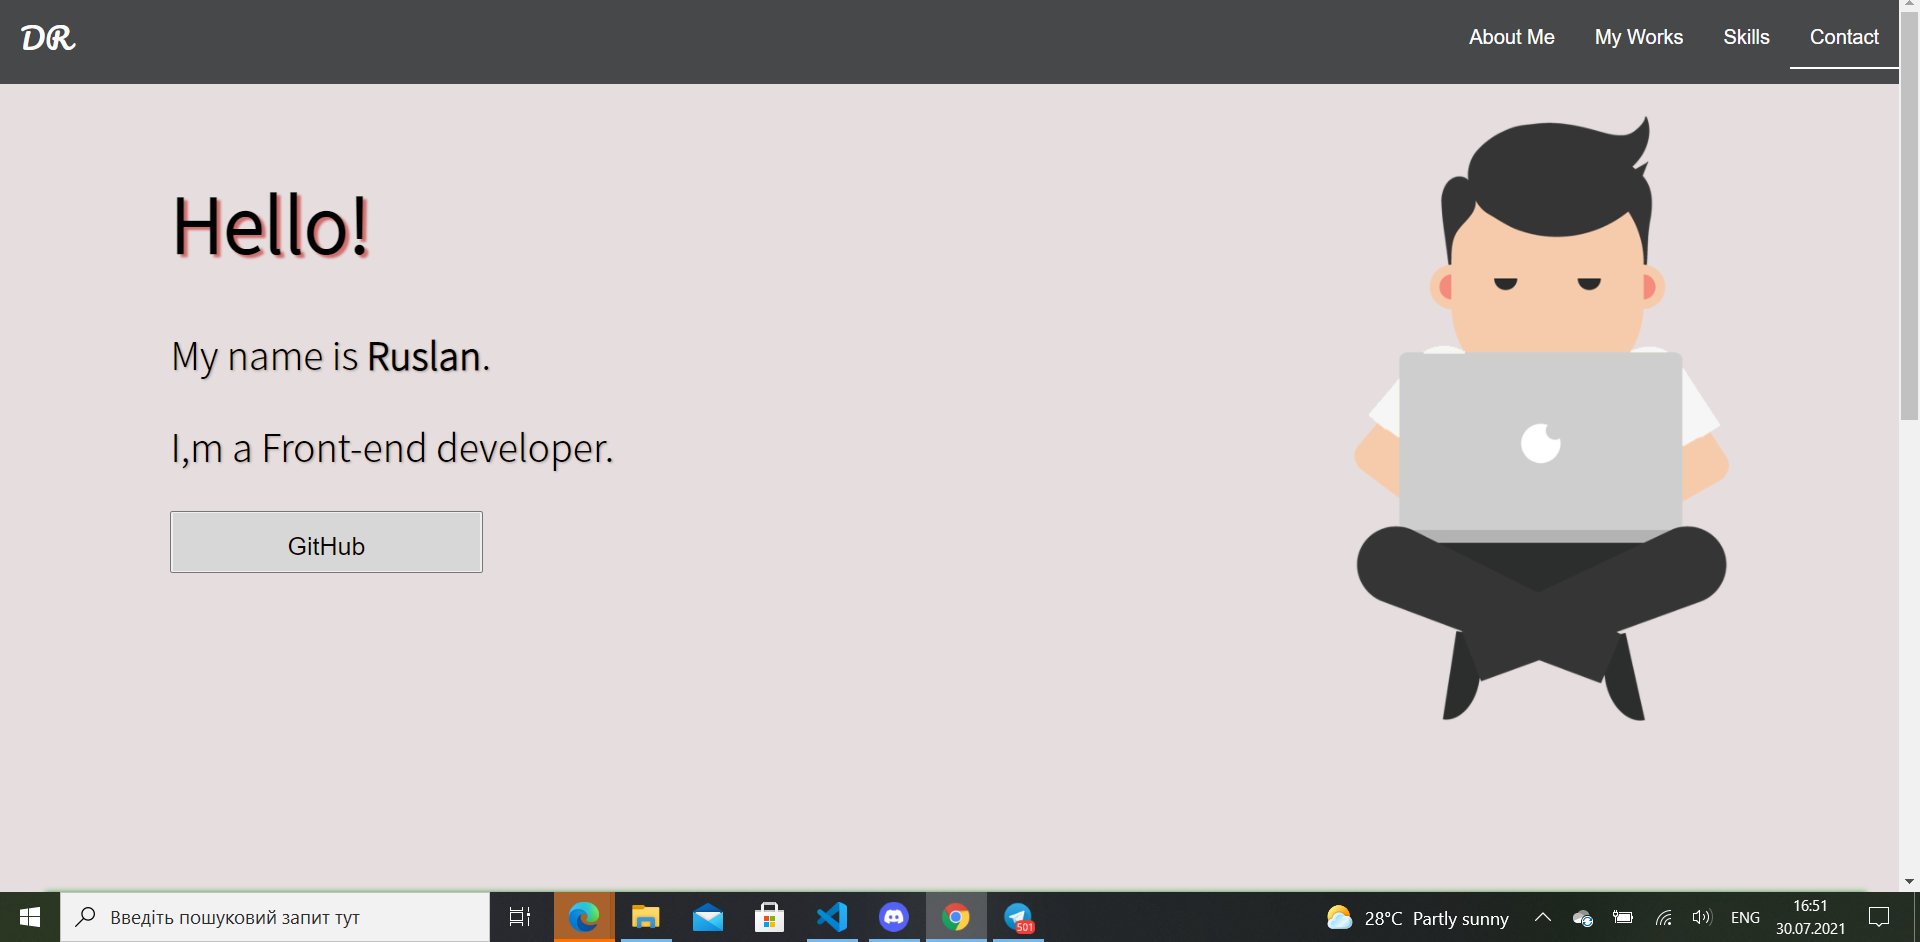 DR
About Me My Works Skills Contact
Hello!
My name is Ruslan.
I,m a Front-end developer.
GitHub
Введіть пошуковий запит тут
501
28°C Partly sunny
ENG
16:51
30.07.2021